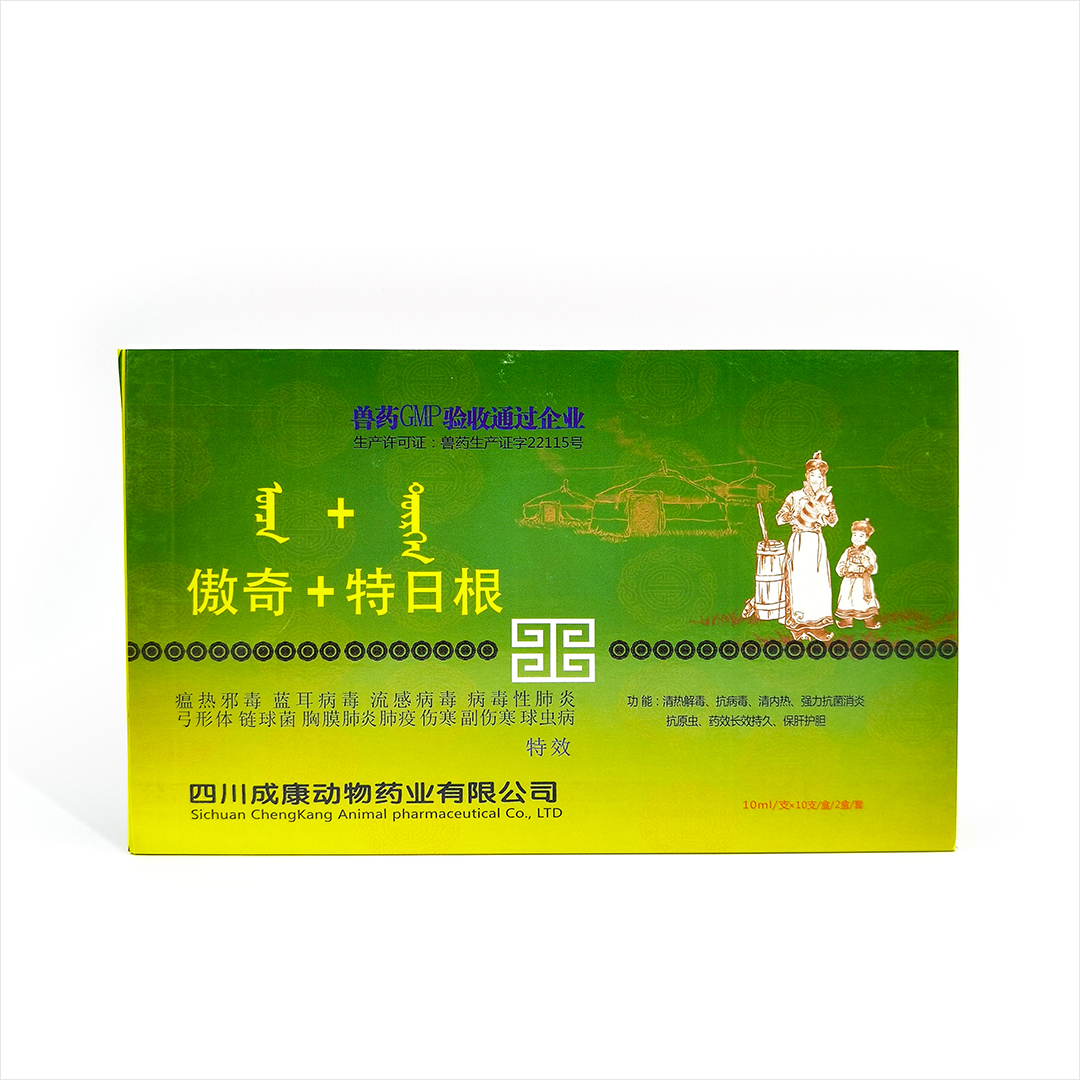 兽药GMP验收通过企业
生产许可证：兽药生产证字22115号
+
傲奇+特日根
瘟热邪毒 蓝耳病毒 流感病毒 病毒性肺炎
弓形体 链球菌 胸膜肺炎肺疫 伤寒 副伤寒 球虫病
特效
功能：清热解毒、抗病毒、清内热、强力抗菌消炎
抗原虫、药效长效持久、保肝护胆
四川成康动物药业有限公司
Sichuan ChengKang Animal pharmaceutical Co., LTD
10ml/支×10支/盒/2盒/套